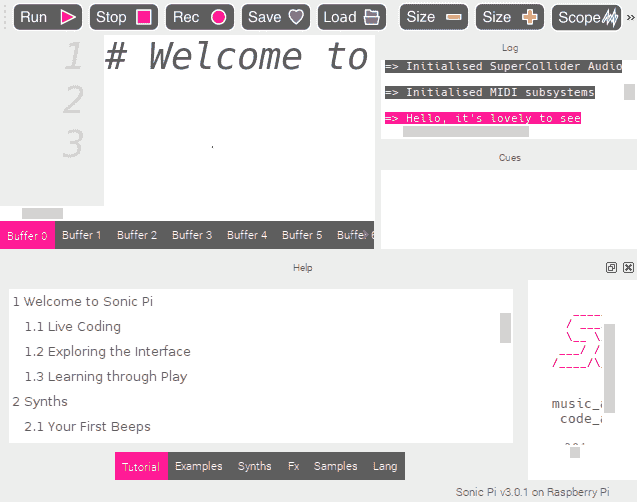 Run Stop Rec Save Load Size Size Scope
1 # Welcome to
2
3
Log
=> Initialised SuperCollider Audio
=> Initialised MIDI subsystems
=> Hello, it's lovely to see
Cues
Buffer 0 Buffer 1 Buffer 2 Buffer 3 Buffer 4 Buffer 5 Buffer 6
Help
1 Welcome to Sonic Pi
1.1 Live Coding
1.2 Exploring the Interface
1.3 Learning through Play
2 Synths
2.1 Your First Beeps
music_a
code_a
Tutorial Examples Synths Fx Samples Lang
Sonic Pi v3.0.1 on Raspberry Pi